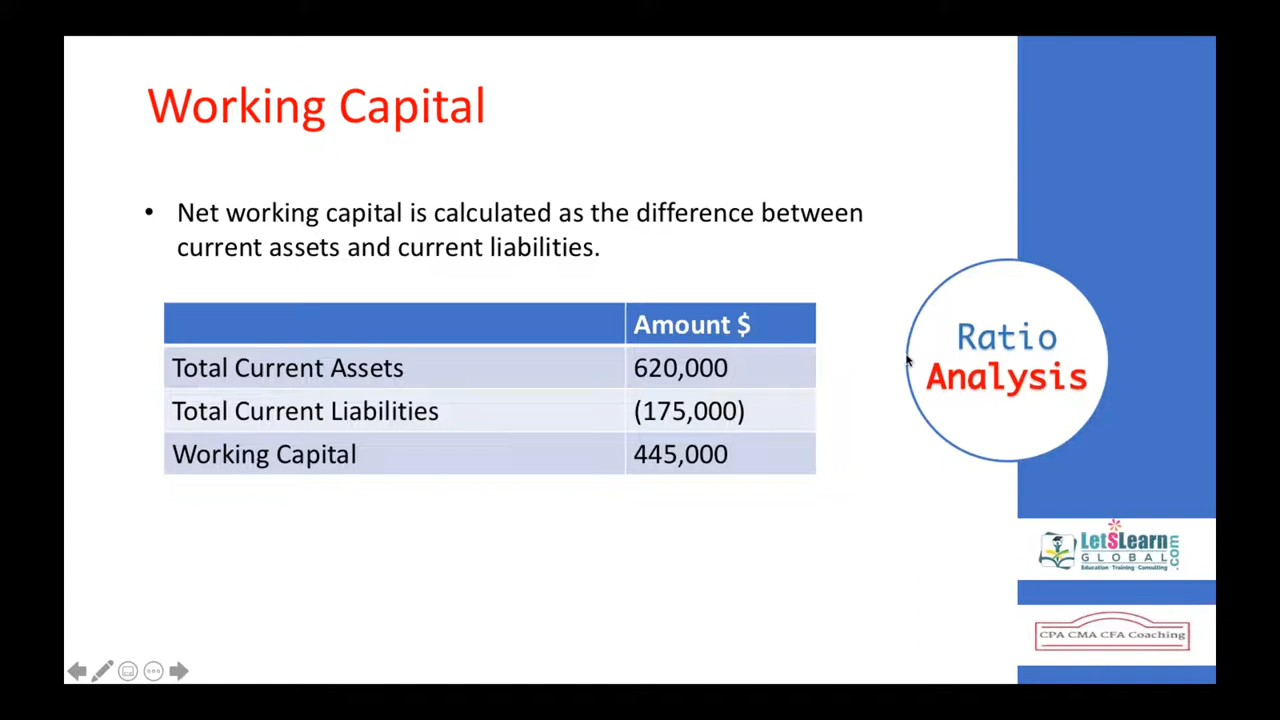 Working Capital
• Net working capital is calculated as the difference between
current assets and current liabilities.
Amount $
Total Current Assets 620,000
Total Current Liabilities (175,000)
Working Capital 445,000
Ratio
Analysis
LetSLearn
GLOBAL.com
Education · Training · Consulting
CPA CMA CFA Coaching